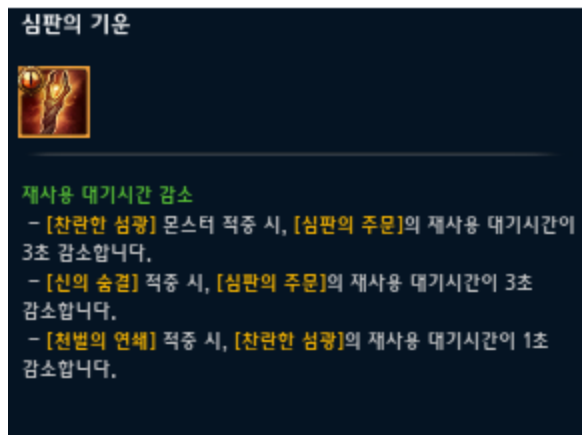 심판의 기운
재사용 대기시간 감소
- [찬란한 섬광] 몬스터 적중 시, [심판의 주문]의 재사용 대기시간이
3초 감소합니다.
- [신의 숨결] 적중 시, [심판의 주문]의 재사용 대기시간이 3초
감소합니다.
- [천벌의 연쇄] 적중 시, [찬란한 섬광]의 재사용 대기시간이 1초
감소합니다.